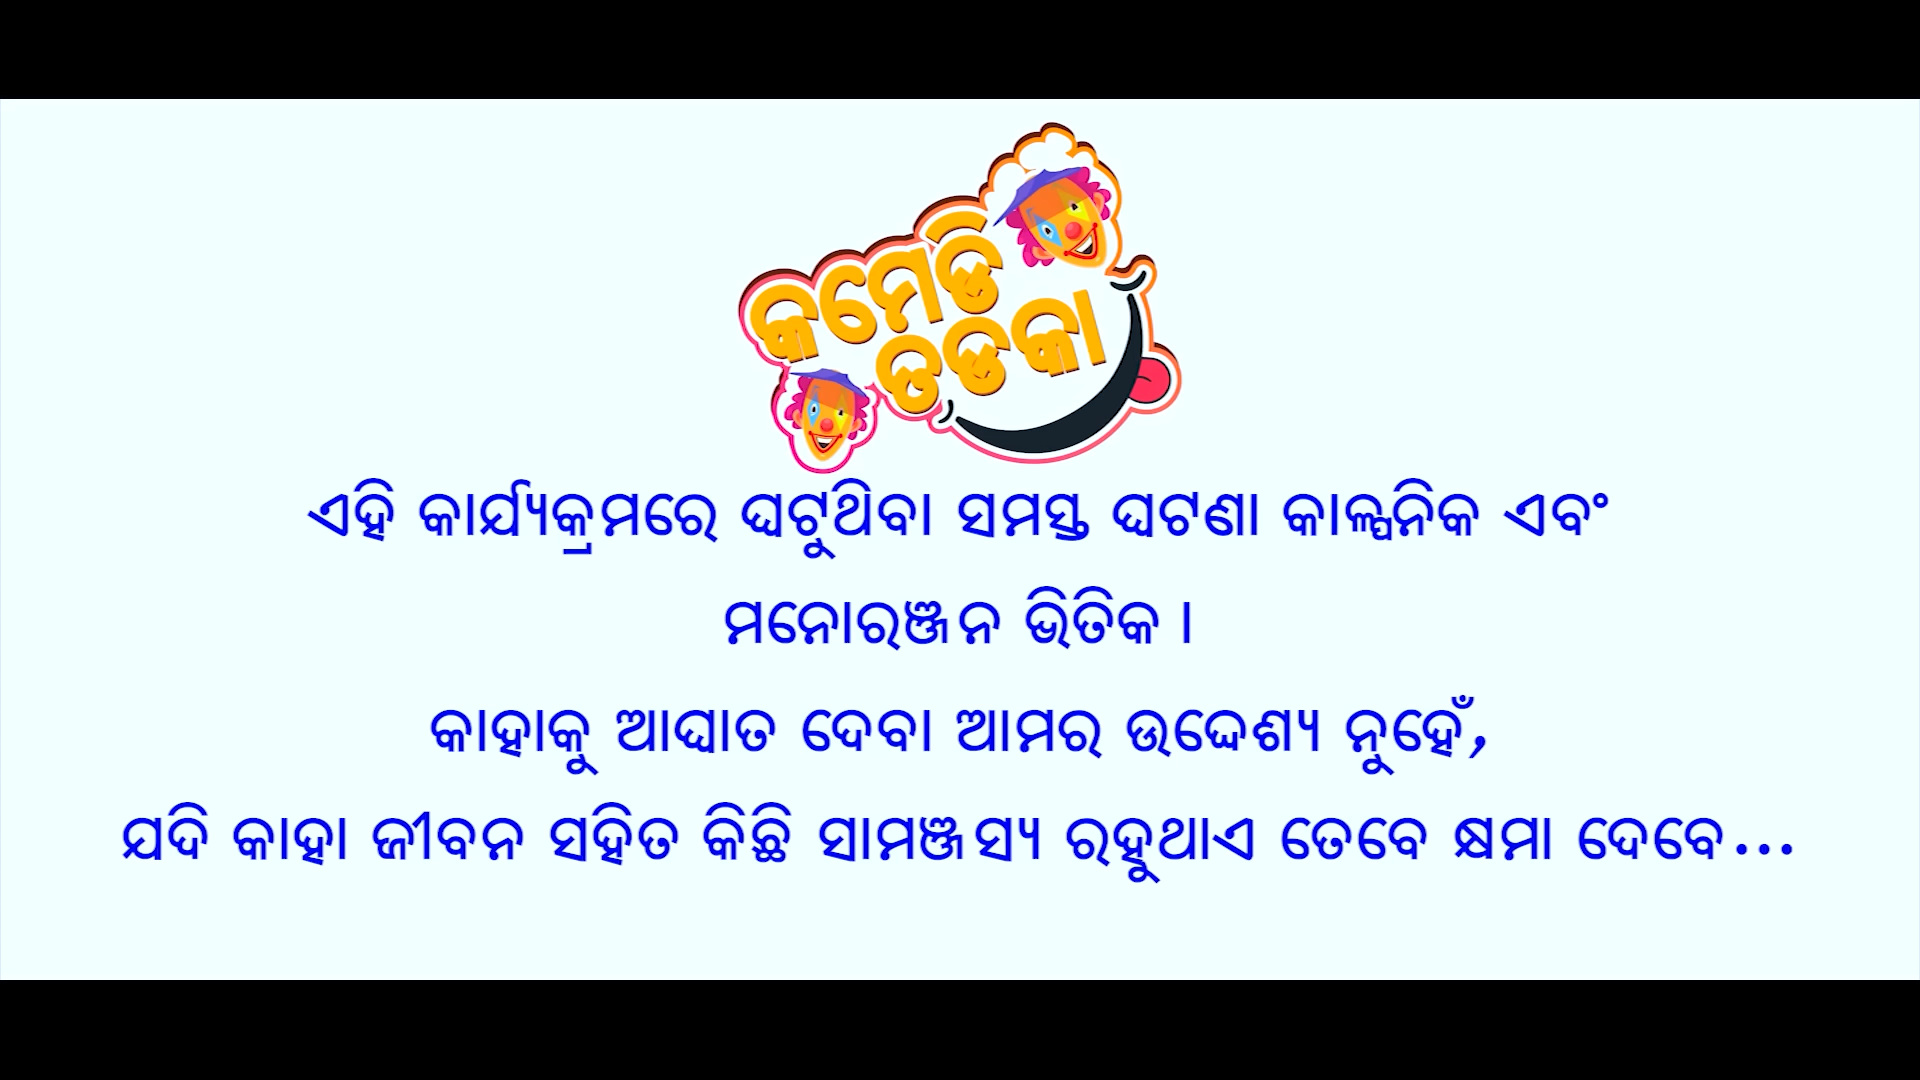 କମେଡି
ତଡକା
ଏହି କାର୍ଯ୍ୟକ୍ରମରେ ଘଟୁଥିବା ସମସ୍ତ ଘଟଣା କାଳ୍ପନିକ ଏବଂ
ମନୋରଞ୍ଜନ ଭିତିକ ।
କାହାକୁ ଆଘାତ ଦେବା ଆମର ଉଦ୍ଦେଶ୍ୟ ନୁହେଁ,
ଯଦି କାହା ଜୀବନ ସହିତ କିଛି ସାମଞ୍ଜସ୍ୟ ରହୁଥାଏ ତେବେ କ୍ଷମା ଦେବେ...